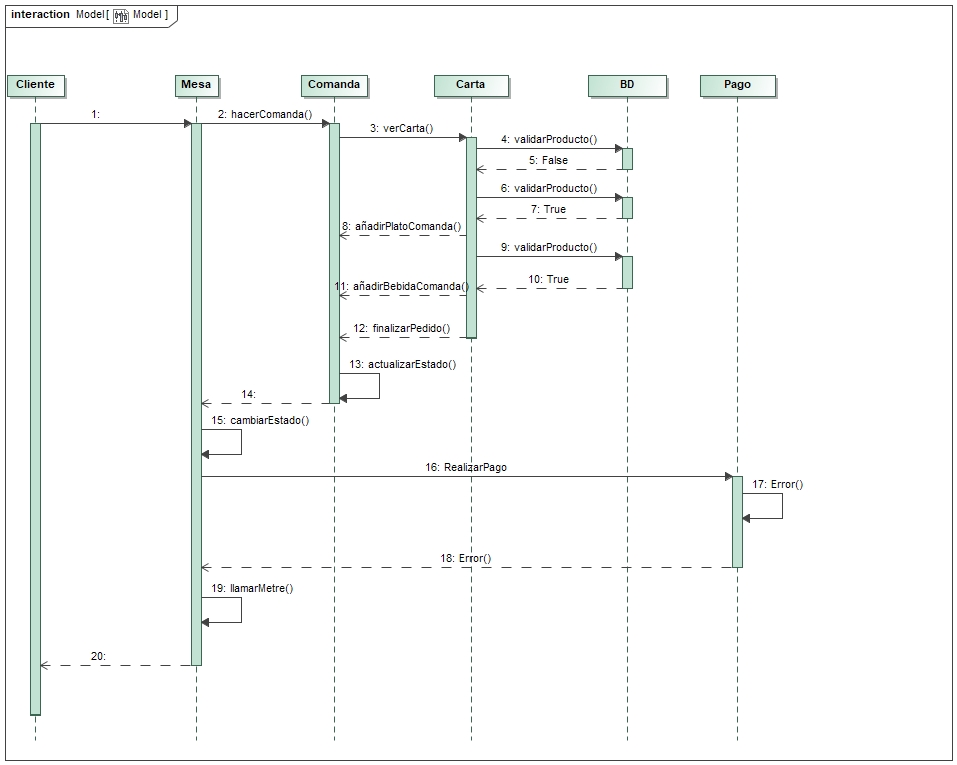 interaction Model[ Model ]
Cliente
Mesa
Comanda
Carta
BD
Pago
1:
2: hacerComanda()
3: verCarta()
4: validarProducto()
5: False
6: validarProducto()
7: True
8: añadirPlatoComanda()
9: validarProducto()
10: True
11: añadirBebidaComanda()
12: finalizarPedido()
13: actualizarEstado()
14:
15: cambiarEstado()
16: RealizarPago
17: Error()
18: Error()
19: llamarMetre()
20: